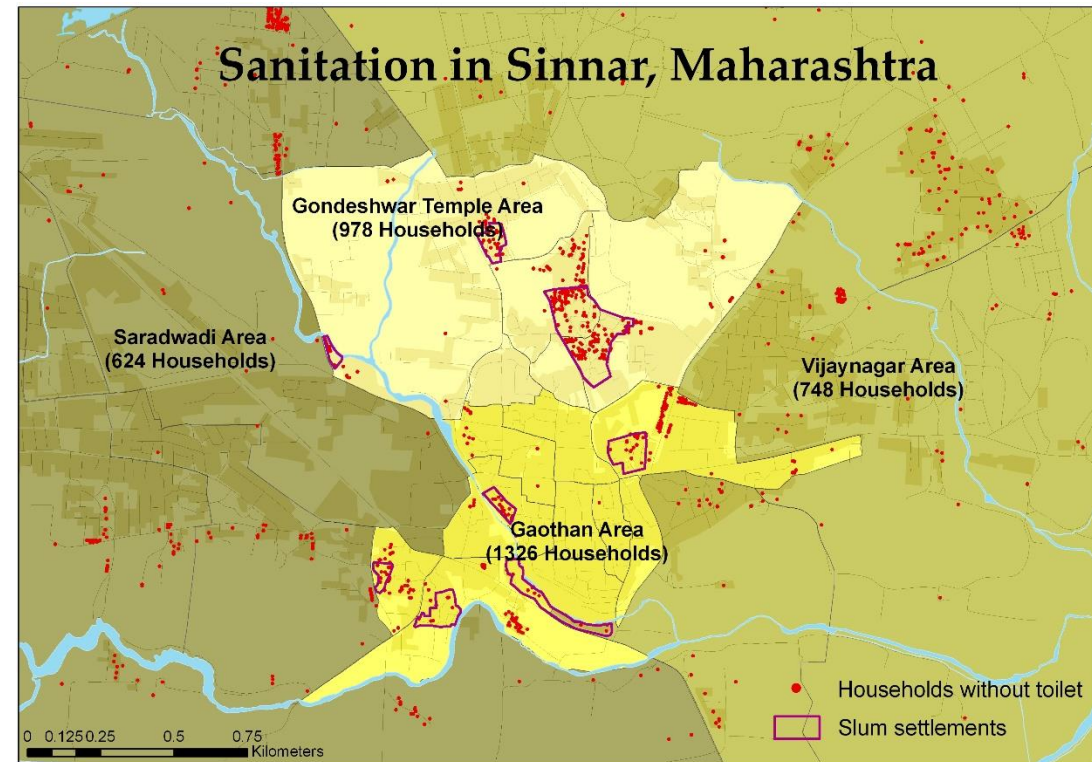 Sanitation in Sinnar, Maharashtra
Gondeshwar Temple Area
(978 Households)
Saradwadi Area
(624 Households)
Vijaynagar Area
(748 Households)
Gaothan Area
(1326 Households)
Households without toilet
Slum settlements
0 0.125 0.25 0.5 0.75
Kilometers